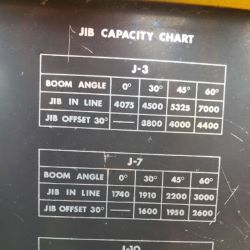 JIB CAPACITY CHART
J-3
BOOM ANGLE 0° 30° 45° 60°
JIB IN LINE 4075 4500 5325 7000
JIB OFFSET 30° — 3800 4000 4400
J-7
BOOM ANGLE 0° 30° 45° 60°
JIB IN LINE 1740 1910 2200 3000
JIB OFFSET 30° — 1600 1950 2600
J-10